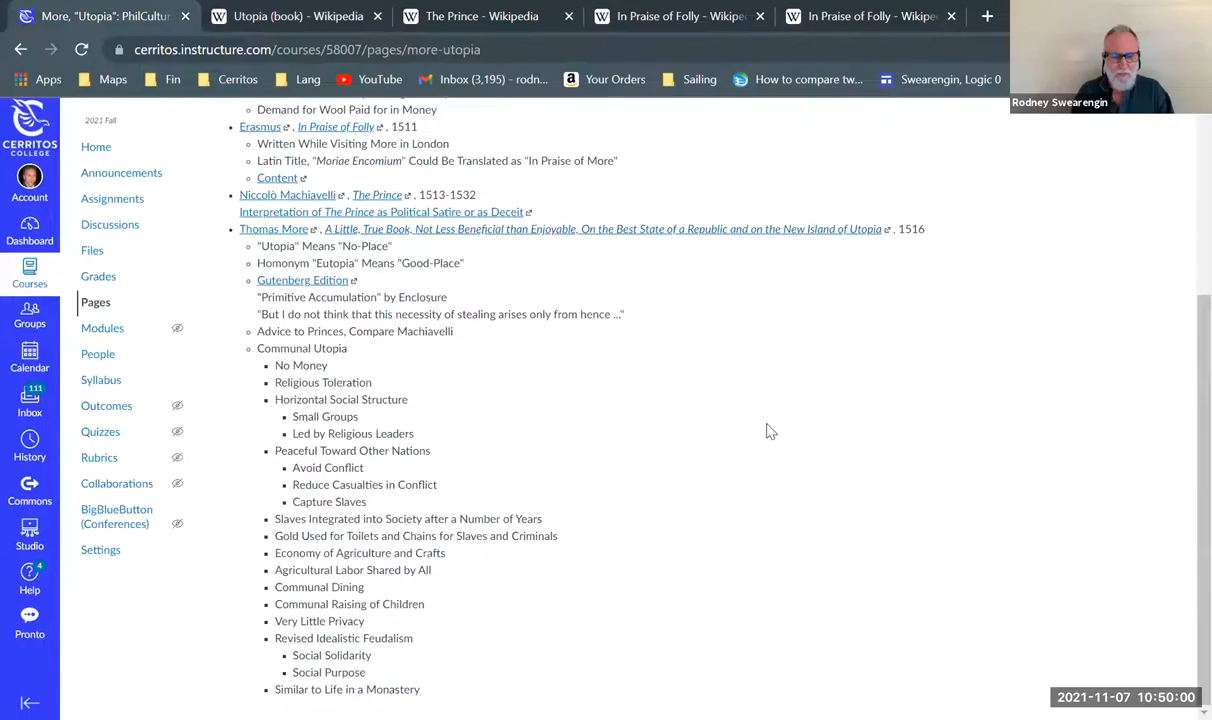 More, "Utopia": PhilCultur
Utopia (book) - Wikipedia
The Prince - Wikipedia
In Praise of Folly - Wikipe
In Praise of Folly - Wikipe
cerritos.instructure.com/courses/58007/pages/more-utopia
Apps
Maps
Fin
Cerritos
Lang
YouTube
Inbox (3,195) - rodn...
Your Orders
Sailing
How to compare tw...
Swearengin, Logic 0
Rodney Swearengin
CERRITOS
COLLEGE
Account
Dashboard
Courses
Groups
Calendar
111
Inbox
History
Commons
Studio
4
Help
Pronto
2021 Fall
Home
Announcements
Assignments
Discussions
Files
Grades
Pages
Modules
People
Syllabus
Outcomes
Quizzes
Rubrics
Collaborations
BigBlueButton
(Conferences)
Settings
Demand for Wool Paid for in Money
Erasmus , In Praise of Folly , 1511
Written While Visiting More in London
Latin Title, "Moriae Encomium" Could Be Translated as "In Praise of More"
Content
Niccolò Machiavelli , The Prince , 1513-1532
Interpretation of The Prince as Political Satire or as Deceit
Thomas More , A Little, True Book, Not Less Beneficial than Enjoyable, On the Best State of a Republic and on the New Island of Utopia , 1516
"Utopia" Means "No-Place"
Homonym "Eutopia" Means "Good-Place"
Gutenberg Edition
"Primitive Accumulation" by Enclosure
"But I do not think that this necessity of stealing arises only from hence ..."
Advice to Princes, Compare Machiavelli
Communal Utopia
No Money
Religious Toleration
Horizontal Social Structure
Small Groups
Led by Religious Leaders
Peaceful Toward Other Nations
Avoid Conflict
Reduce Casualties in Conflict
Capture Slaves
Slaves Integrated into Society after a Number of Years
Gold Used for Toilets and Chains for Slaves and Criminals
Economy of Agriculture and Crafts
Agricultural Labor Shared by All
Communal Dining
Communal Raising of Children
Very Little Privacy
Revised Idealistic Feudalism
Social Solidarity
Social Purpose
Similar to Life in a Monastery
2021-11-07 10:50:00